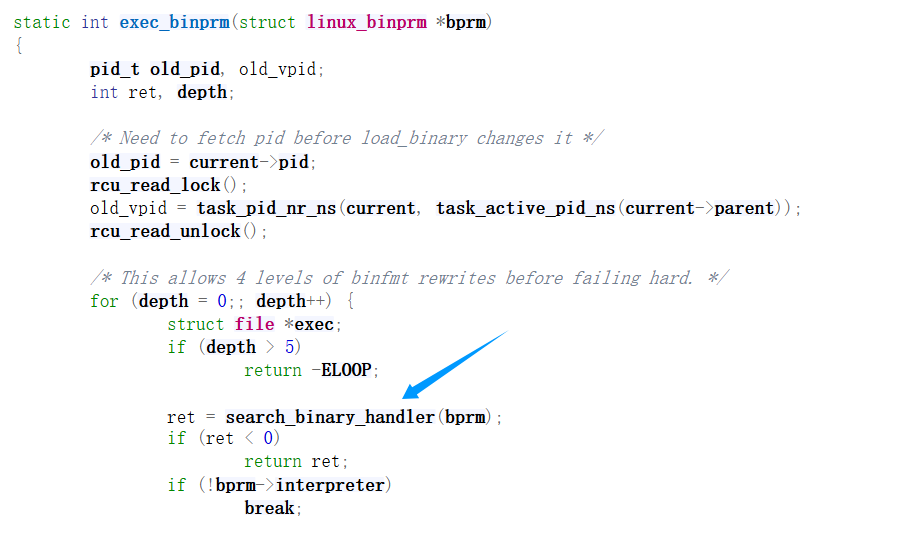 static int exec_binprm(struct linux_binprm *bprm)
{
pid_t old_pid, old_vpid;
int ret, depth;
/* Need to fetch pid before load_binary changes it */
old_pid = current->pid;
rcu_read_lock();
old_vpid = task_pid_nr_ns(current, task_active_pid_ns(current->parent));
rcu_read_unlock();
/* This allows 4 levels of binfmt rewrites before failing hard. */
for (depth = 0;; depth++) {
struct file *exec;
if (depth > 5)
return -ELOOP;
ret = search_binary_handler(bprm);
if (ret < 0)
return ret;
if (!bprm->interpreter)
break;